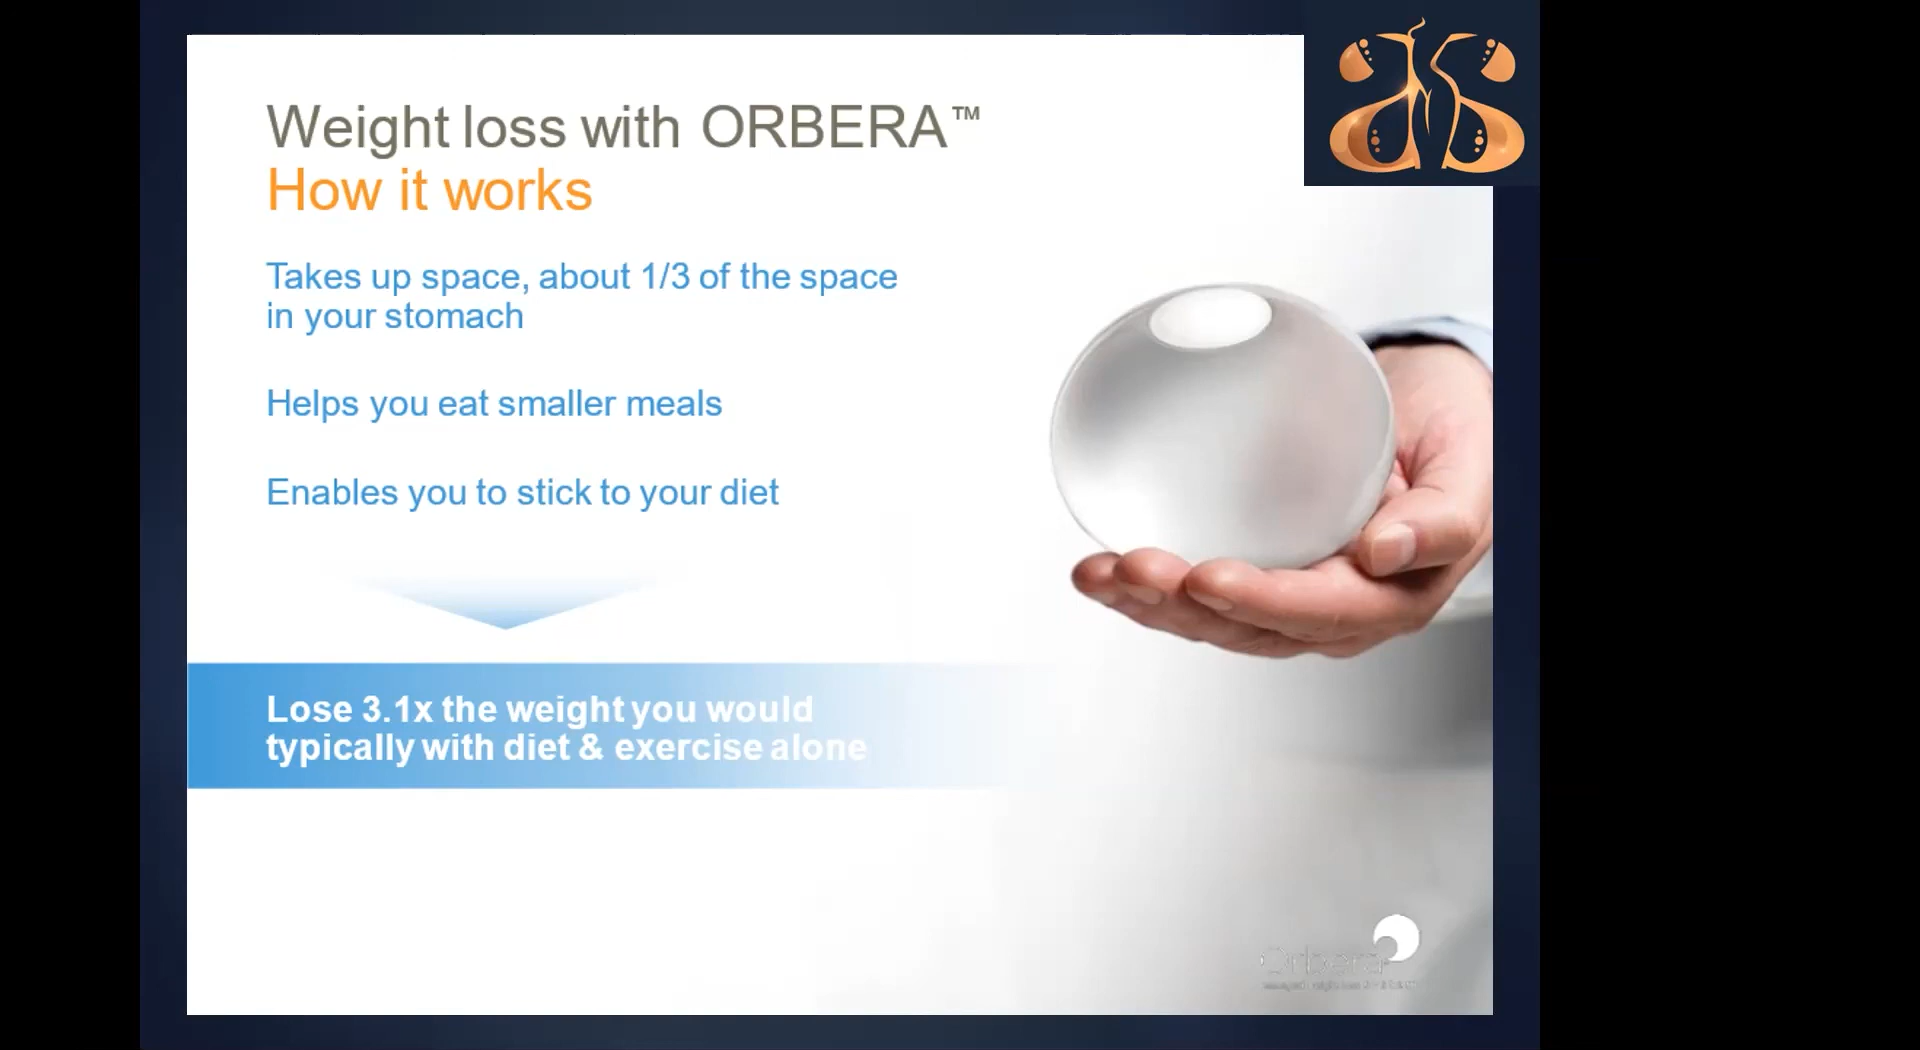 Weight loss with ORBERA™
How it works
Takes up space, about 1/3 of the space
in your stomach
Helps you eat smaller meals
Enables you to stick to your diet
Lose 3.1x the weight you would
typically with diet & exercise alone
Orbera